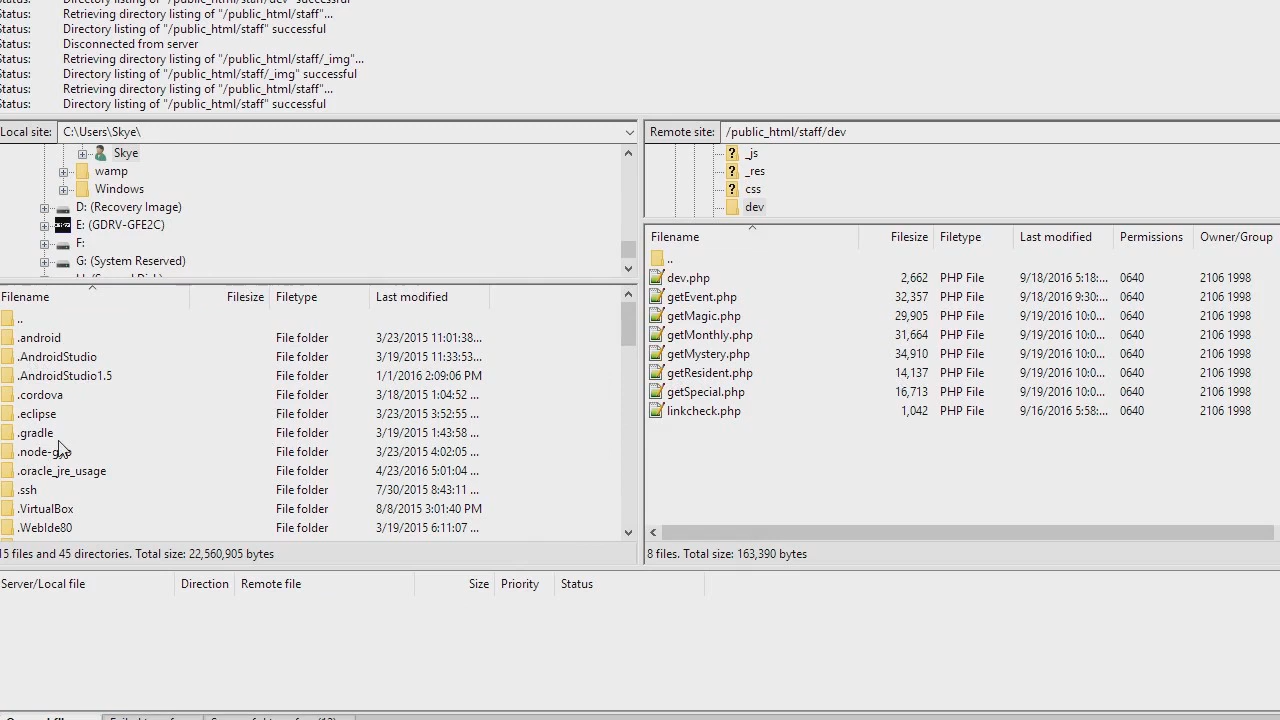 Status: Directory listing of "/public_html/staff/dev" successful
Status: Retrieving directory listing of "/public_html/staff"...
Status: Directory listing of "/public_html/staff" successful
Status: Disconnected from server
Status: Retrieving directory listing of "/public_html/staff/_img"...
Status: Directory listing of "/public_html/staff/_img" successful
Status: Retrieving directory listing of "/public_html/staff"...
Status: Directory listing of "/public_html/staff" successful
Local site: C:\Users\Skye\
Skye
wamp
Windows
D: (Recovery Image)
E: (GDRV-GFE2C)
F:
G: (System Reserved)
Filename Filesize Filetype Last modified
..
.android File folder 3/23/2015 11:01:38...
.AndroidStudio File folder 3/19/2015 11:33:53...
.AndroidStudio1.5 File folder 1/1/2016 2:09:06 PM
.cordova File folder 3/18/2015 1:04:52 ...
.eclipse File folder 3/23/2015 3:52:55 ...
.gradle File folder 3/19/2015 1:43:58 ...
File folder 3/23/2015 4:02:05 ...
.oracle_jre_usage File folder 4/23/2016 5:01:04 ...
.ssh File folder 7/30/2015 8:43:11 ...
.VirtualBox File folder 8/8/2015 3:01:40 PM
.WebIde80 File folder 3/19/2015 6:11:07 ...
15 files and 45 directories. Total size: 22,560,905 bytes
Remote site: /public_html/staff/dev
_js
_res
css
dev
Filename Filesize Filetype Last modified Permissions Owner/Group
..
dev.php 2,662 PHP File 9/18/2016 5:18:... 0640 2106 1998
getEvent.php 32,357 PHP File 9/18/2016 9:30:... 0640 2106 1998
getMagic.php 29,905 PHP File 9/19/2016 10:0... 0640 2106 1998
getMonthly.php 31,664 PHP File 9/19/2016 10:0... 0640 2106 1998
getMystery.php 34,910 PHP File 9/19/2016 10:0... 0640 2106 1998
getResident.php 14,137 PHP File 9/19/2016 10:0... 0640 2106 1998
getSpecial.php 16,713 PHP File 9/19/2016 10:0... 0640 2106 1998
linkcheck.php 1,042 PHP File 9/16/2016 5:58:... 0640 2106 1998
8 files. Total size: 163,390 bytes
Server/Local file Direction Remote file Size Priority Status